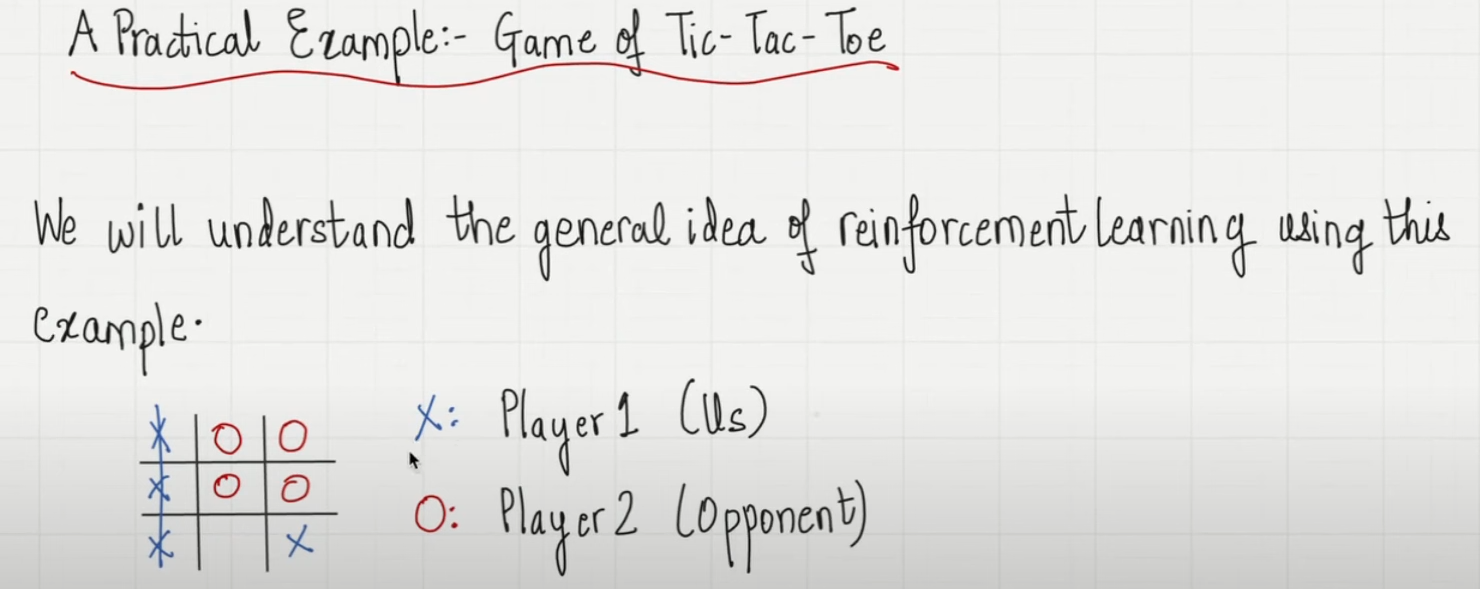 A Practical Example:- Game of Tic-Tac-Toe
We will understand the general idea of reinforcement learning using this
example.
X O O
X O O
X X
X: Player 1 (Us)
O: Player 2 (Opponent)